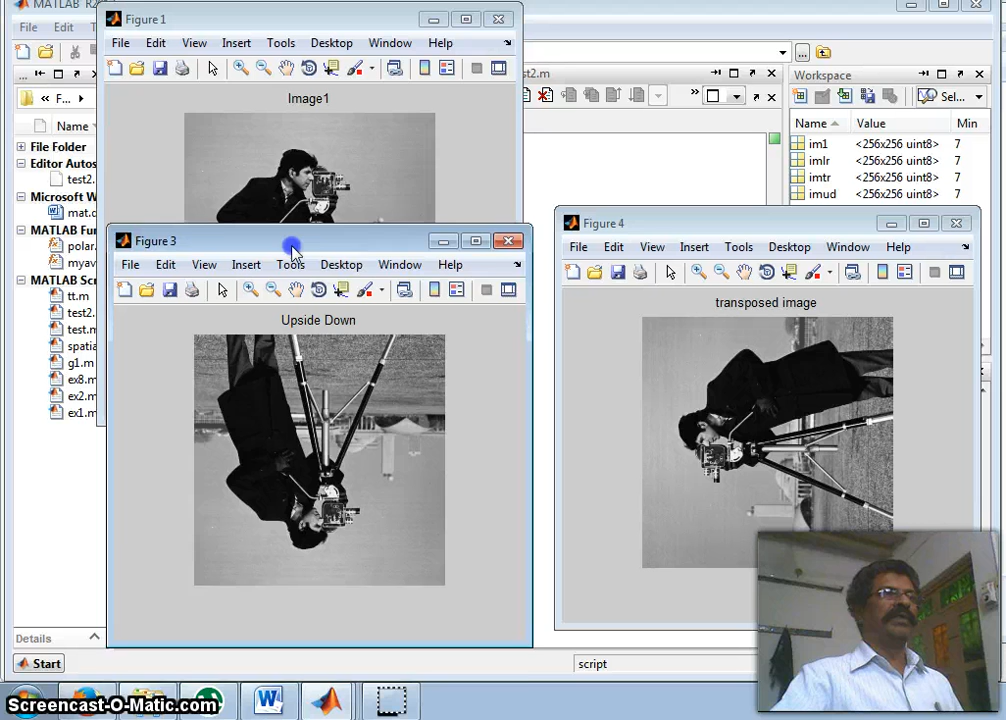 MATLAB R2
File Edit
Figure 1
File Edit View Insert Tools Desktop Window Help
Image1
... 
« F... ▸
Name
File Folder
Editor Autos
test2.
Microsoft W
mat.d
MATLAB Fun
polar.
myav
MATLAB Scr
tt.m
test2.
test.m
spatia
g1.m
ex8.m
ex2.m
ex1.m
Details
Start
st2.m
...
»
Workspace
Sel...
Name Value Min
im1 <256x256 uint8> 7
imlr <256x256 uint8> 7
imtr <256x256 uint8> 7
imud <256x256 uint8> 7
Figure 3
File Edit View Insert Tools Desktop Window Help
Upside Down
Figure 4
File Edit View Insert Tools Desktop Window Help
transposed image
script
Screencast-O-Matic.com